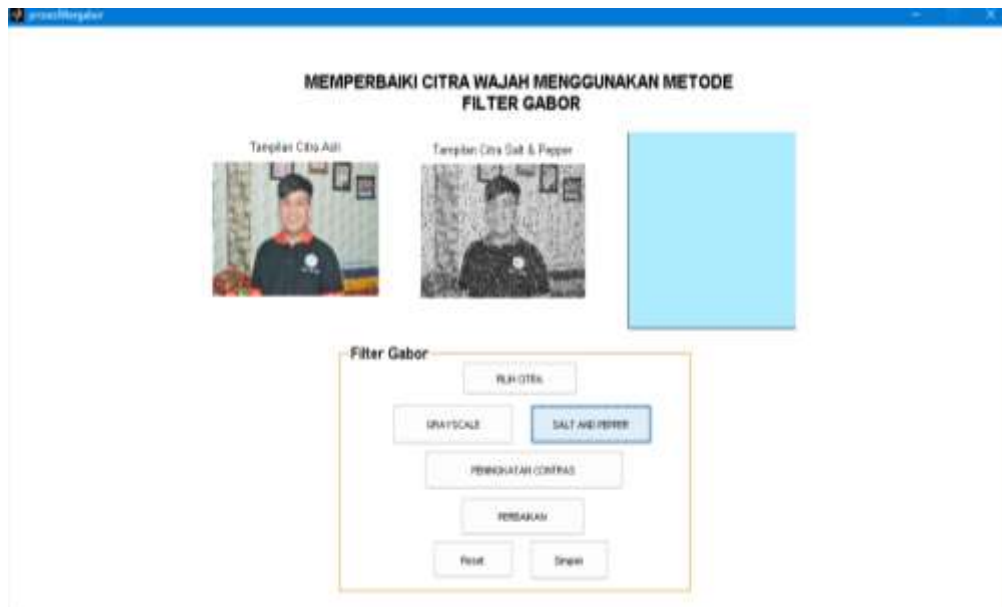 prosesfiltergabor
MEMPERBAIKI CITRA WAJAH MENGGUNAKAN METODE
FILTER GABOR
Tampilan Citra Asli
Tampilan Citra Salt & Pepper
Filter Gabor
PILIH CITRA
GRAYSCALE
SALT AND PEPPER
PENINGKATAN CONTRAS
PERBAIKAN
Reset
Simpan